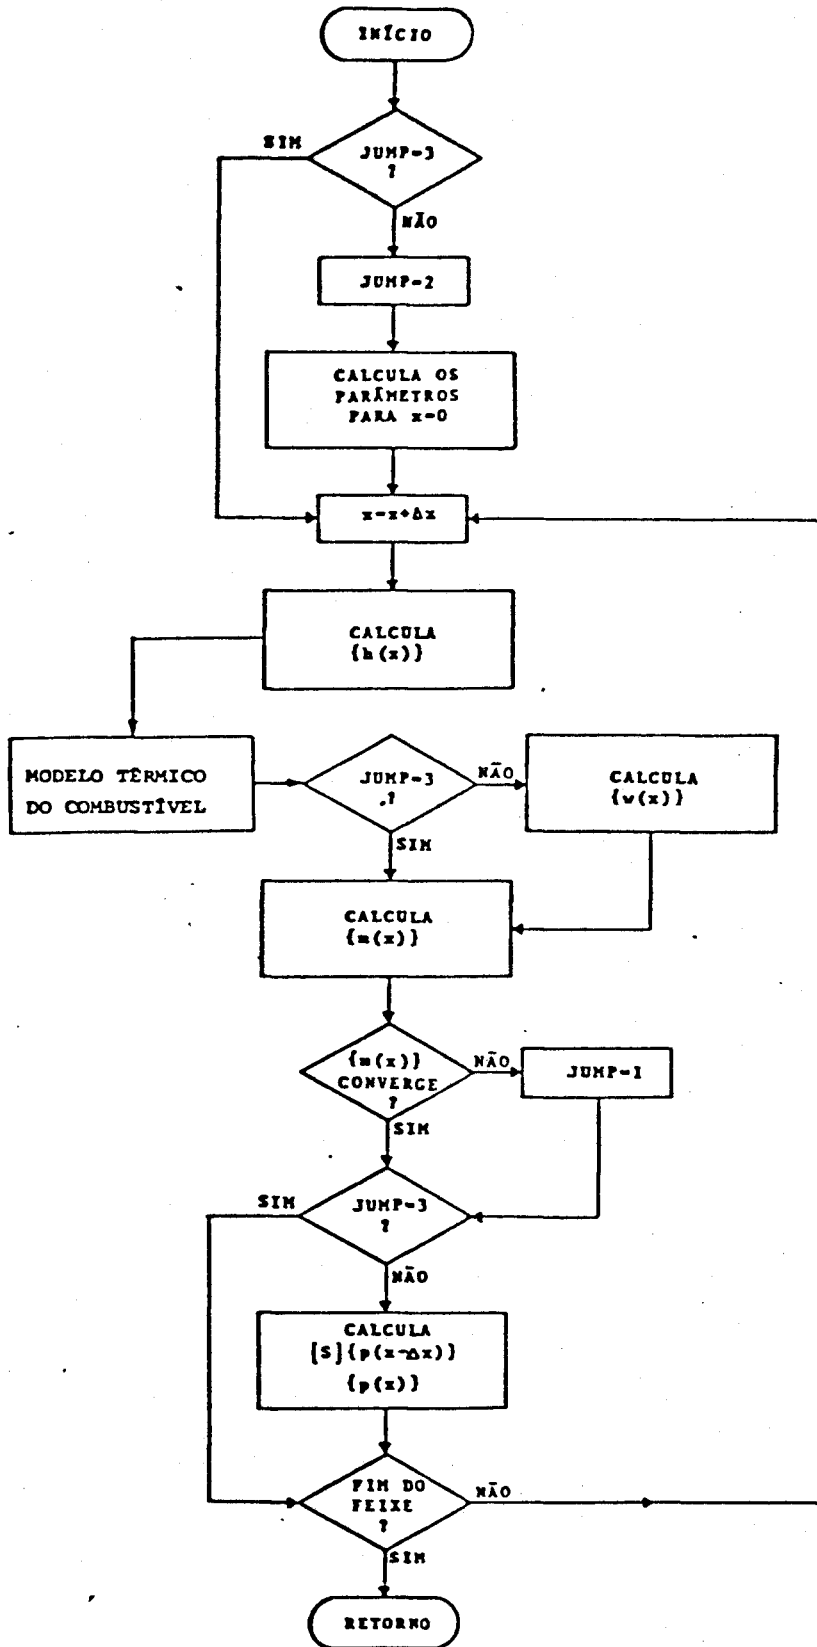 INÍCIO
SIM
JUMP=3
?
NÃO
JUMP=2
CALCULA OS
PARÂMETROS
PARA x=0
x=x+Δx
CALCULA
{h(x)}
MODELO TÉRMICO
DO COMBUSTÍVEL
JUMP=3
?
NÃO
CALCULA
{w(x)}
SIM
CALCULA
{m(x)}
{m(x)}
CONVERGE
?
NÃO
JUMP=1
SIM
SIM
JUMP=3
?
NÃO
CALCULA
[S]{p(x-Δx)}
{p(x)}
FIM DO
FEIXE
?
NÃO
SIM
RETORNO